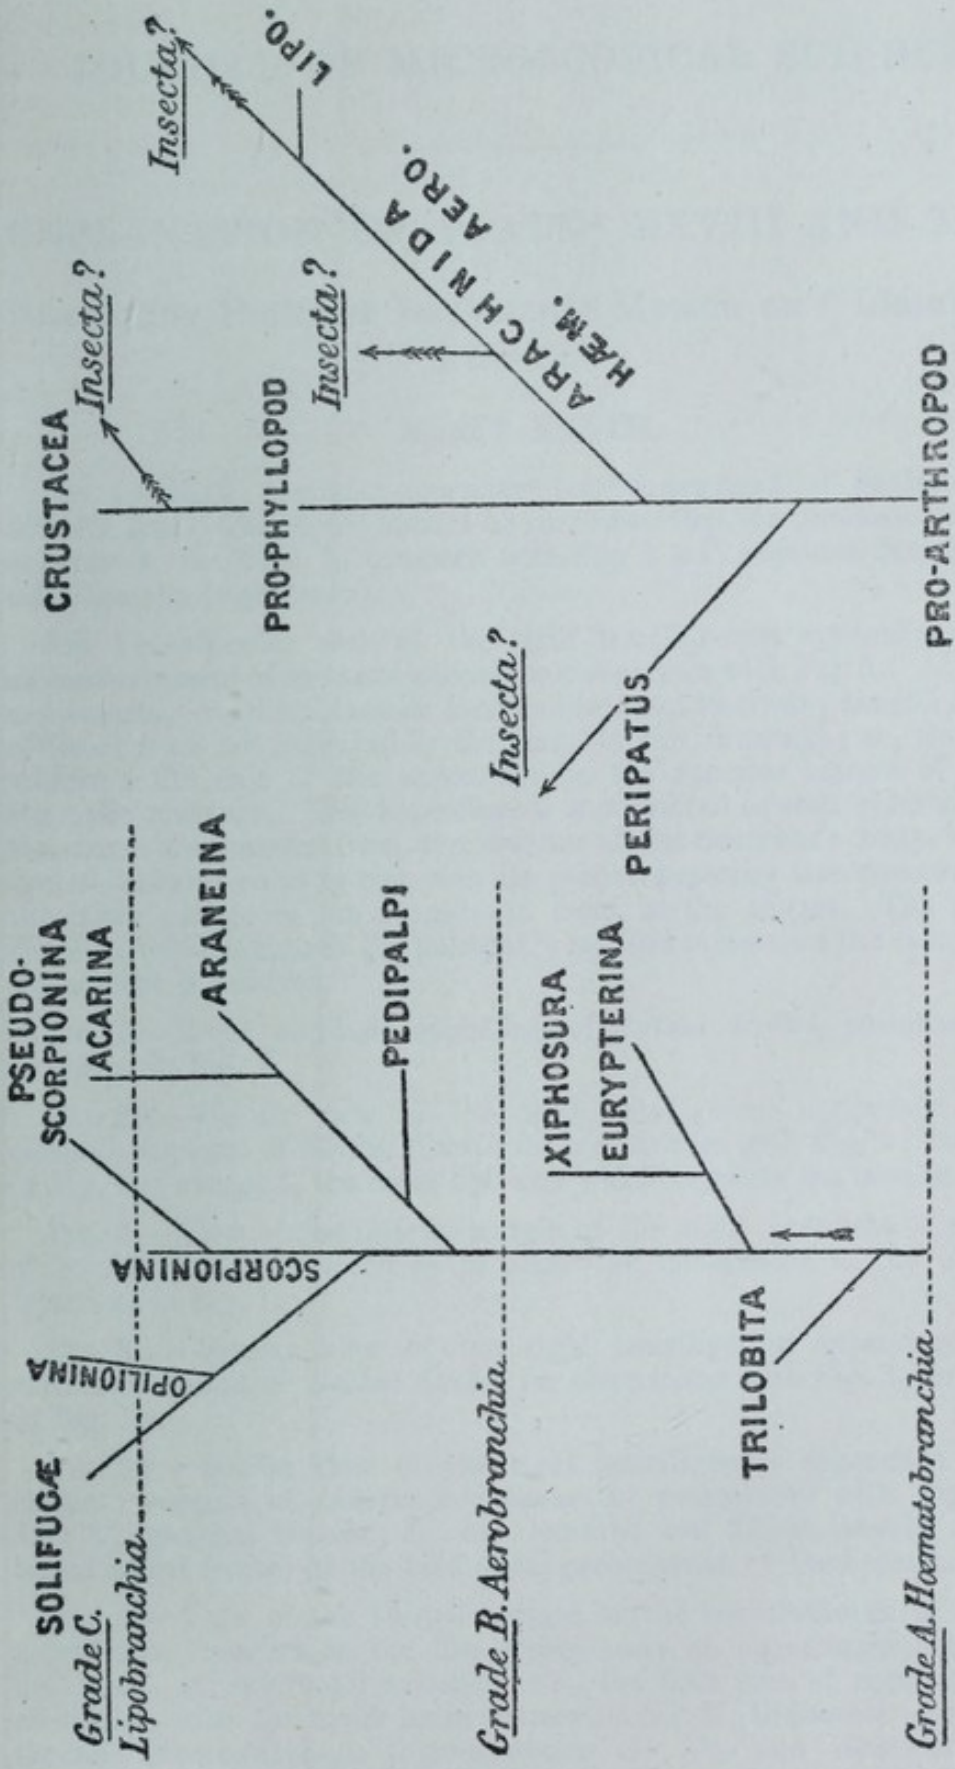 SOLIFUGÆ
Grade C.
Lipobranchia
OPILIONINA
SCORPIONINA
PSEUDO-
SCORPIONINA
ACARINA
ARANEINA
PEDIPALPI
Grade B. Aerobranchia
XIPHOSURA
EURYPTERINA
TRILOBITA
Grade A. Hæmatobranchia
CRUSTACEA
Insecta?
Insecta?
LIPO.
PRO-PHYLLOPOD
Insecta?
ARACHNIDA
HÆM. AERO.
Insecta?
PERIPATUS
PRO-ARTHROPOD